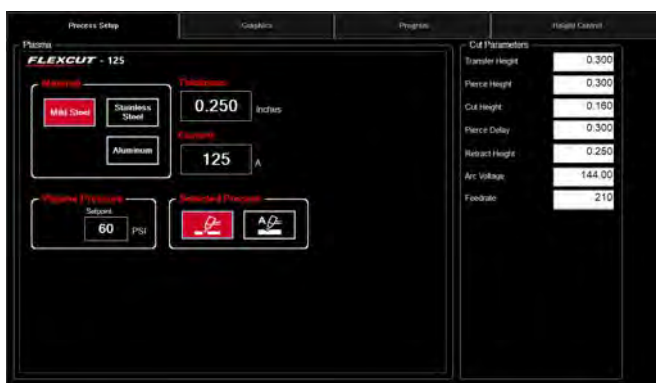 Process Setup
Graphics
Program
Height Control
Plasma
FLEXCUT - 125
Material
Mild Steel
Stainless
Steel
Aluminum
Thickness
0.250 inches
Current
125 A
Plasma Pressure
Setpoint
60 PSI
Selected Process
A
Cut Parameters
Transfer Height 0.300
Pierce Height 0.300
Cut Height 0.160
Pierce Delay 0.300
Retract Height 0.250
Arc Voltage 144.00
Feedrate 210